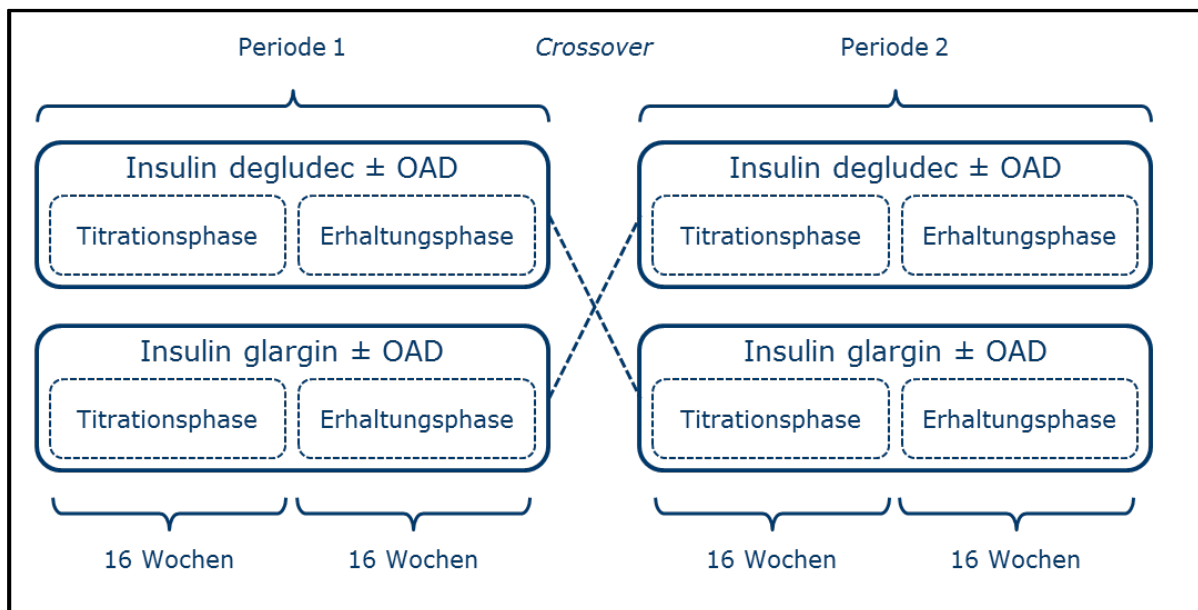 Periode 1 Crossover Periode 2
Insulin degludec ± OAD Insulin degludec ± OAD
Titrationsphase Erhaltungsphase Titrationsphase Erhaltungsphase
Insulin glargin ± OAD Insulin glargin ± OAD
Titrationsphase Erhaltungsphase Titrationsphase Erhaltungsphase
16 Wochen 16 Wochen 16 Wochen 16 Wochen